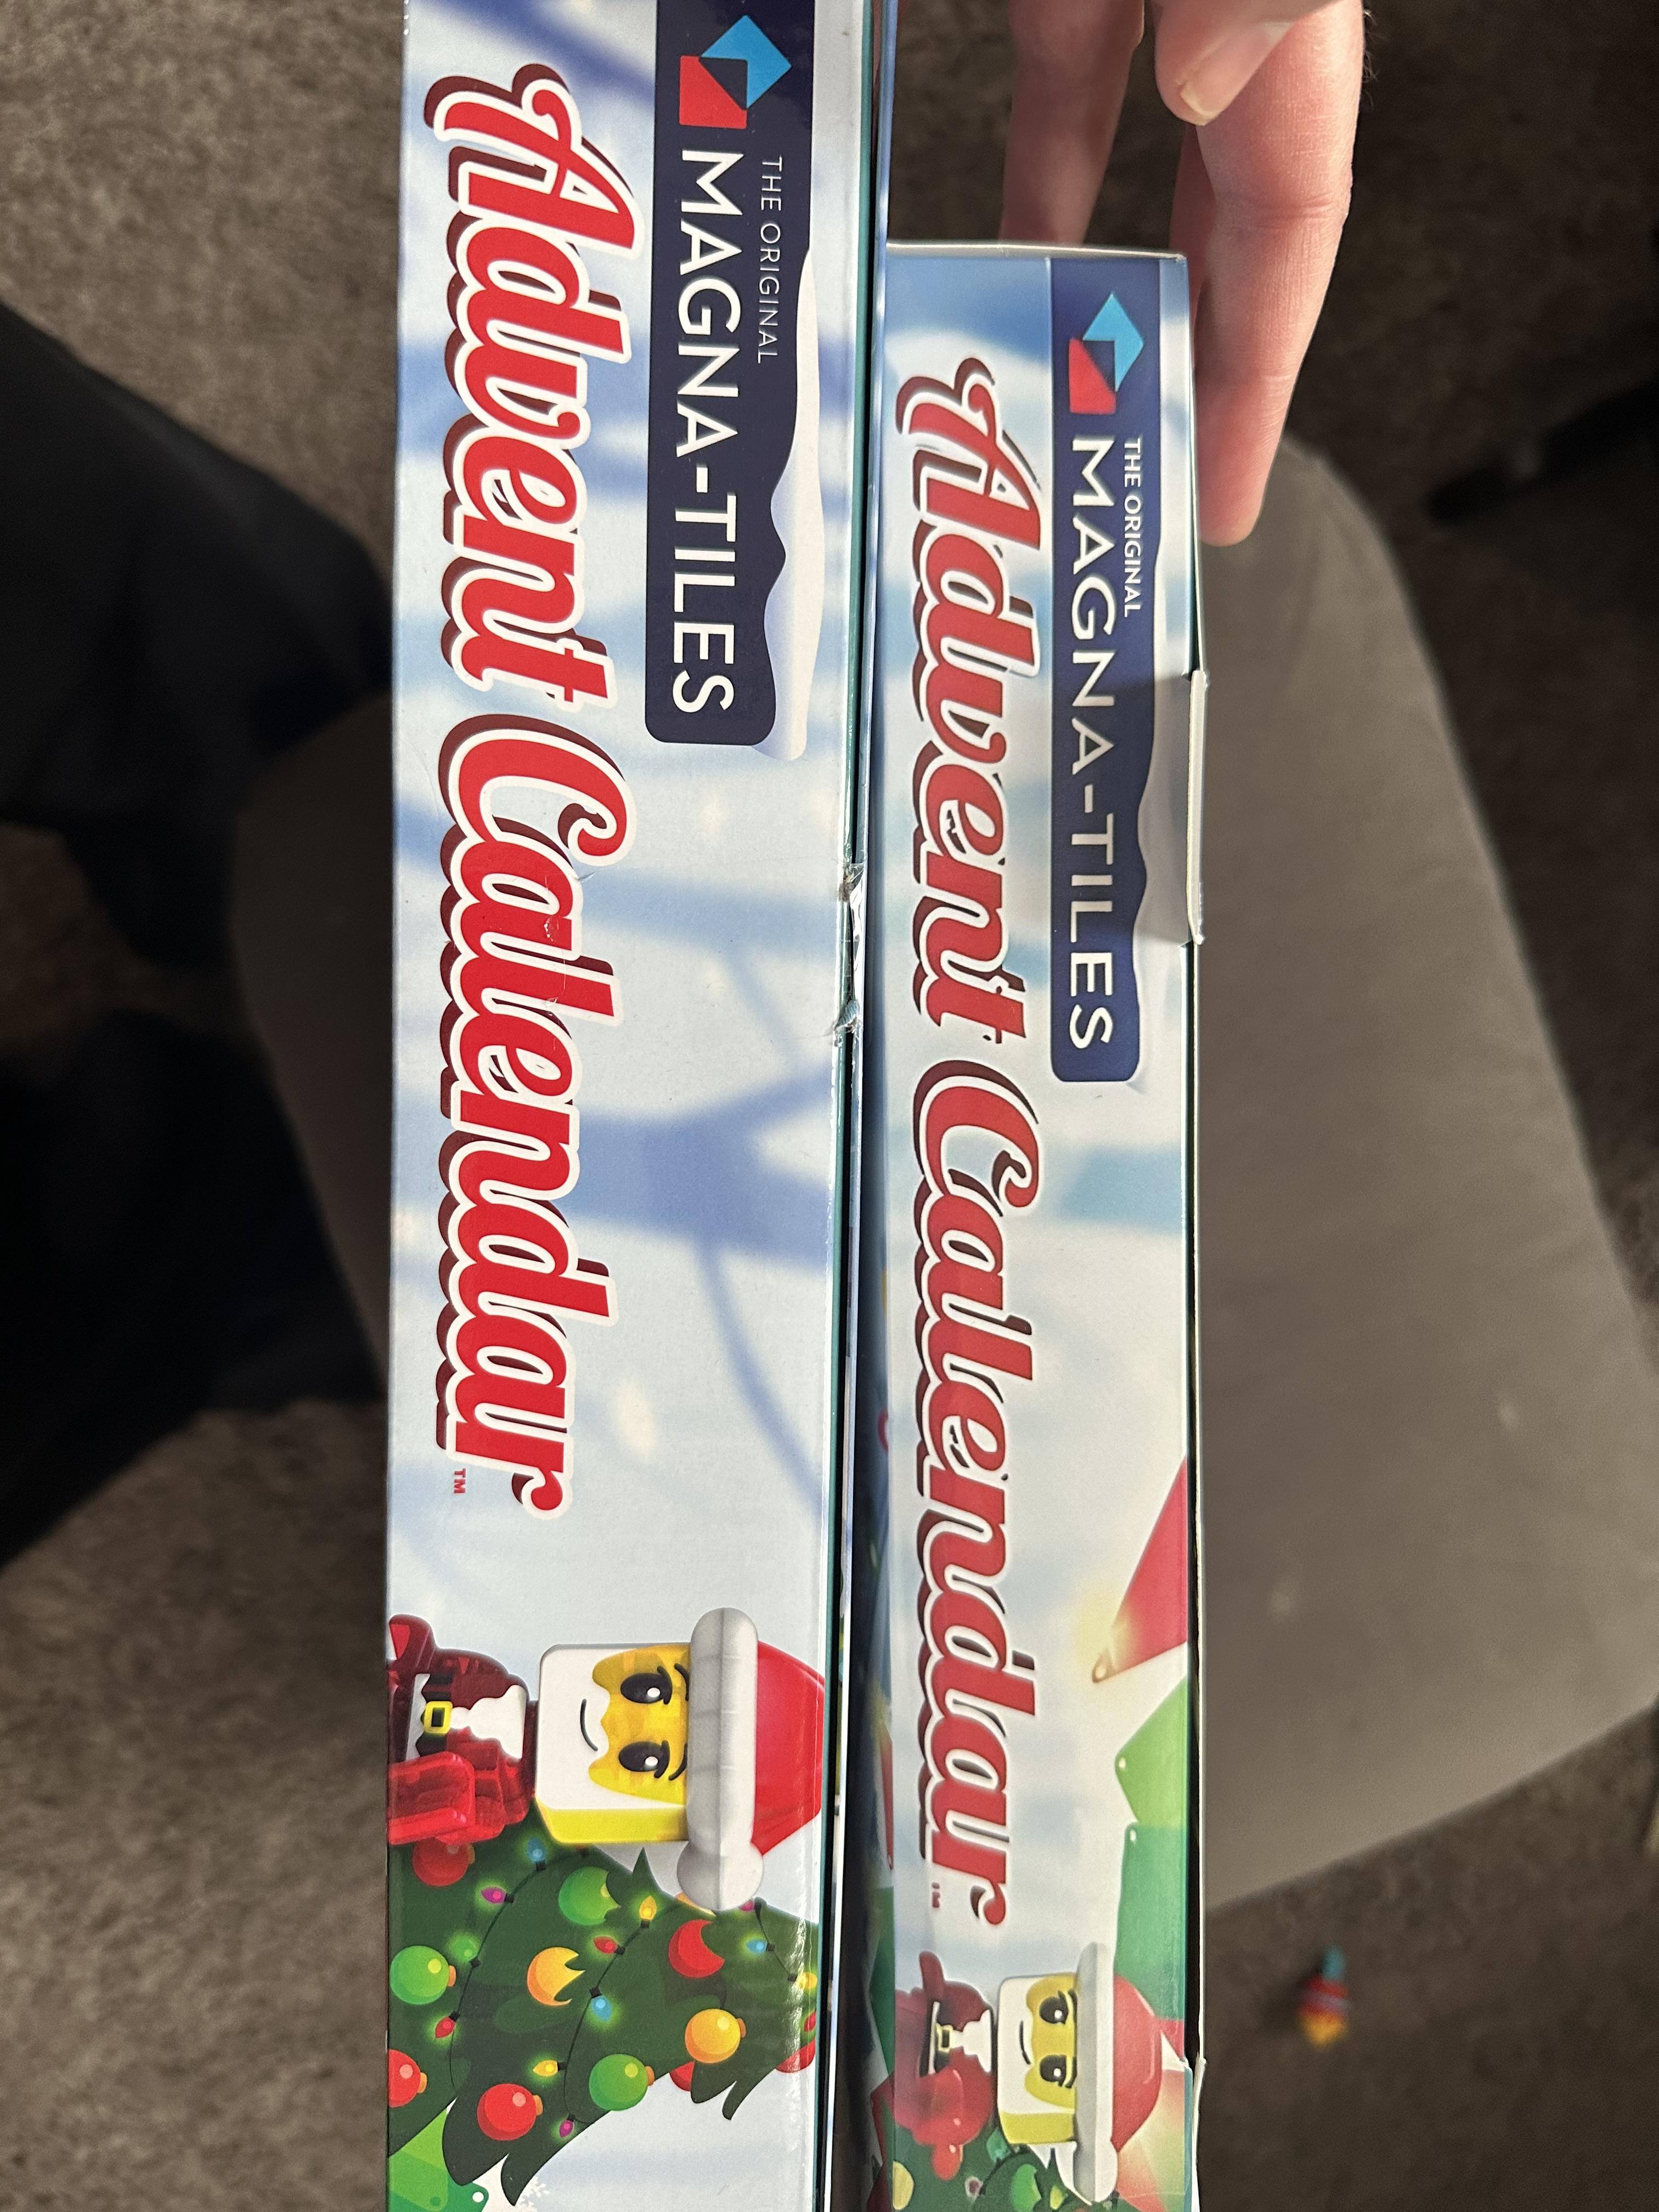 THE ORIGINAL
MAGNA-TILES
Advent Calendar™
THE ORIGINAL
MAGNA-TILES
Advent Calendar™